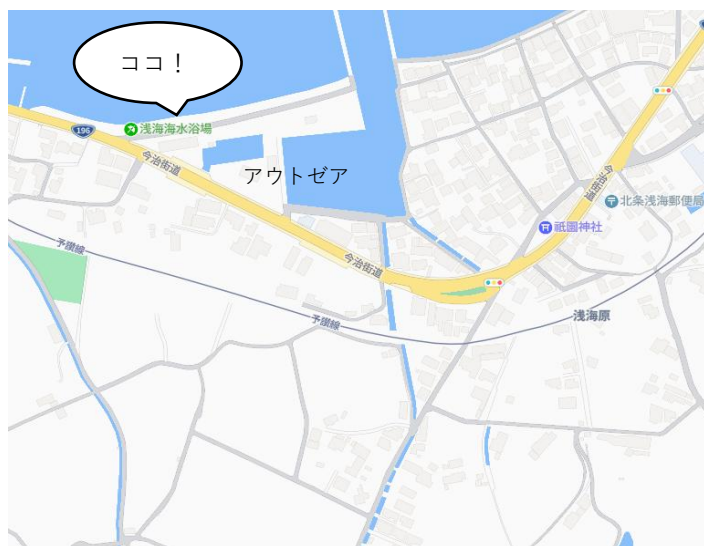 ココ！
196
浅海海水浴場
今治街道
アウトゼア
今治街道
北条浅海郵便局
祇園神社
今治街道
予讃線
予讃線
浅海原